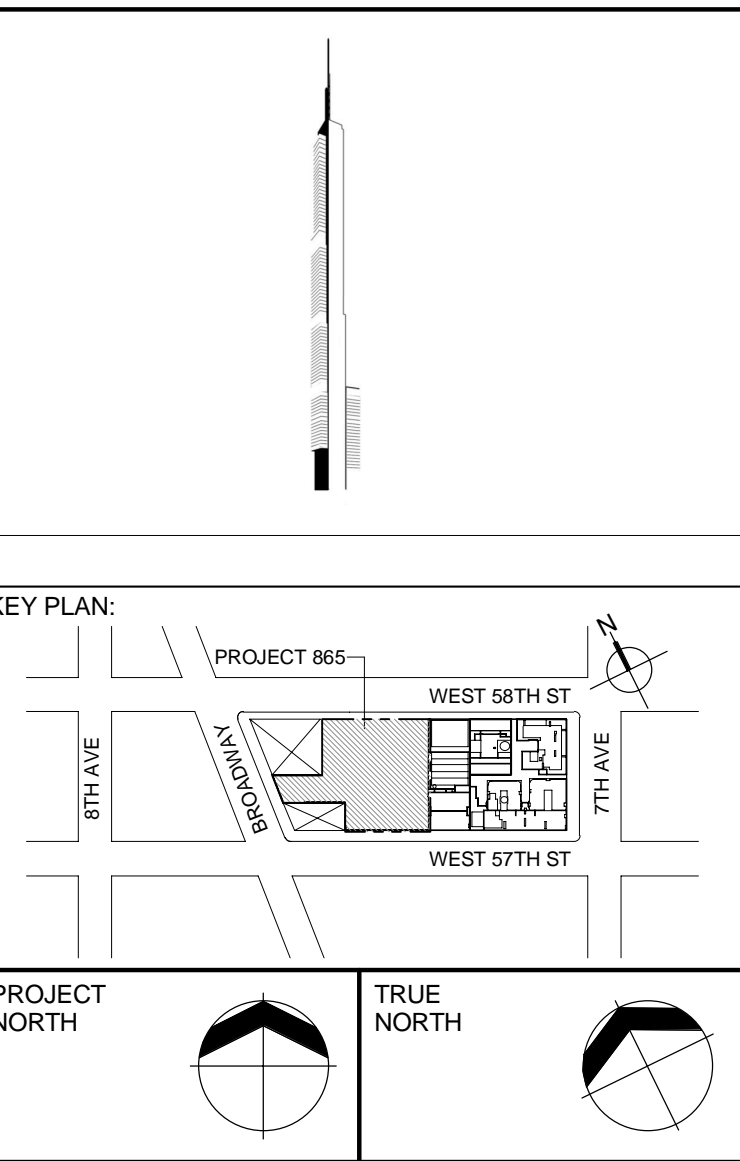 KEY PLAN:
N
PROJECT 865
WEST 58TH ST
8TH AVE
BROADWAY
7TH AVE
WEST 57TH ST
PROJECT
NORTH
TRUE
NORTH